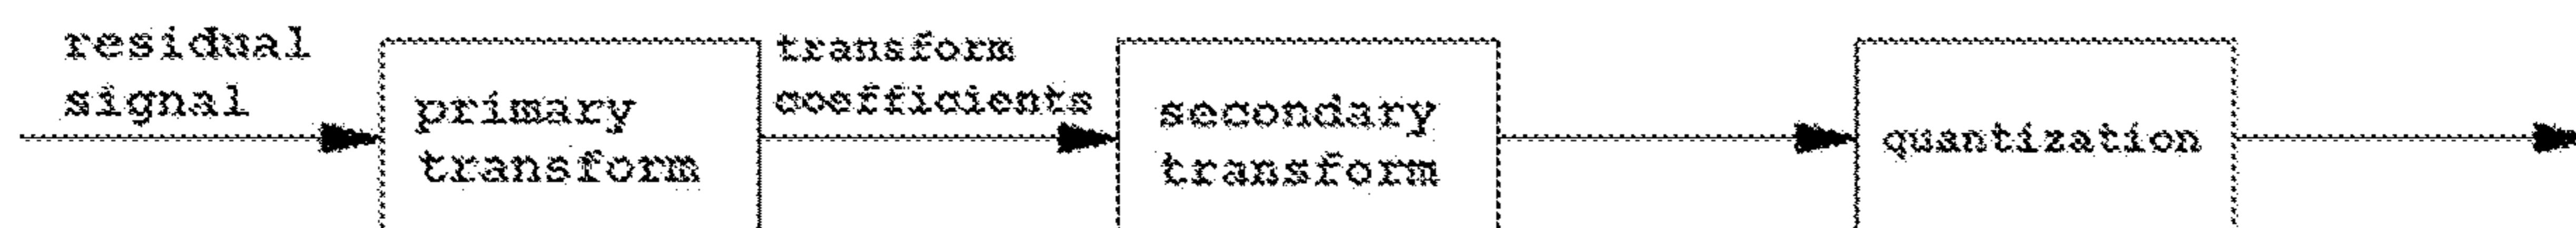 residual
signal
primary
transform
transform
coefficients
secondary
transform
quantization